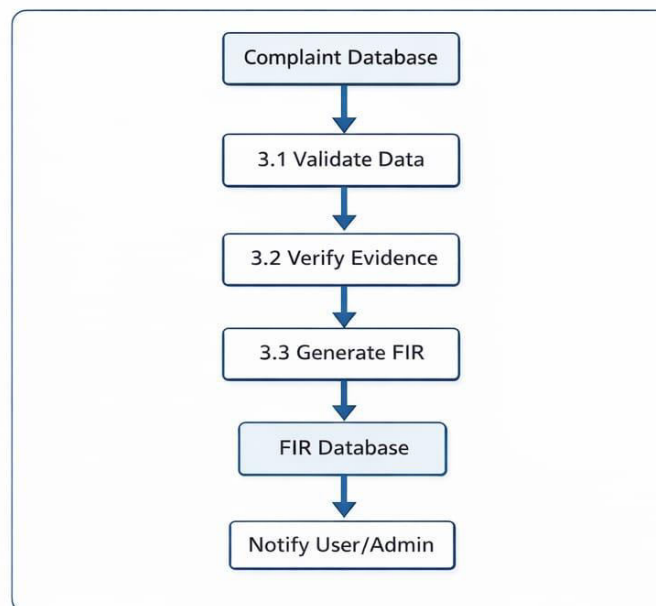 Complaint Database
3.1 Validate Data
3.2 Verify Evidence
3.3 Generate FIR
FIR Database
Notify User/Admin